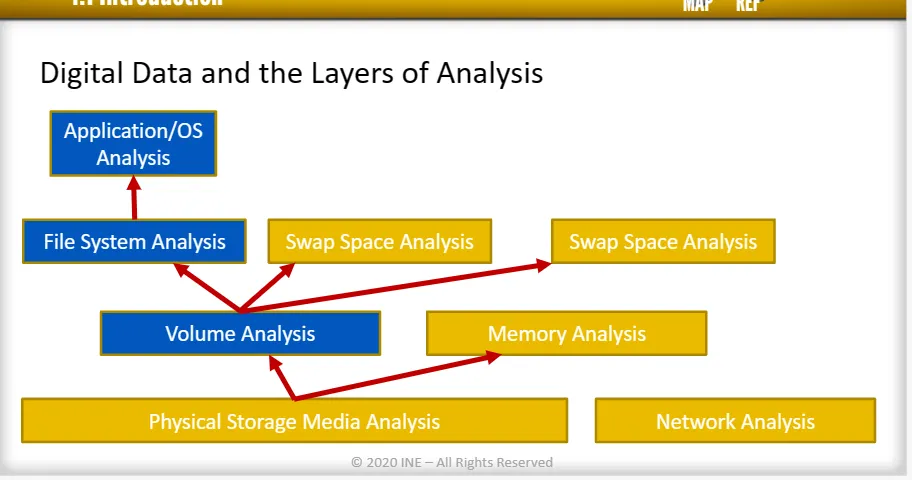 1.1 Introduction
MAP REF
Digital Data and the Layers of Analysis
Application/OS
Analysis
File System Analysis
Swap Space Analysis
Swap Space Analysis
Volume Analysis
Memory Analysis
Physical Storage Media Analysis
Network Analysis
© 2020 INE – All Rights Reserved